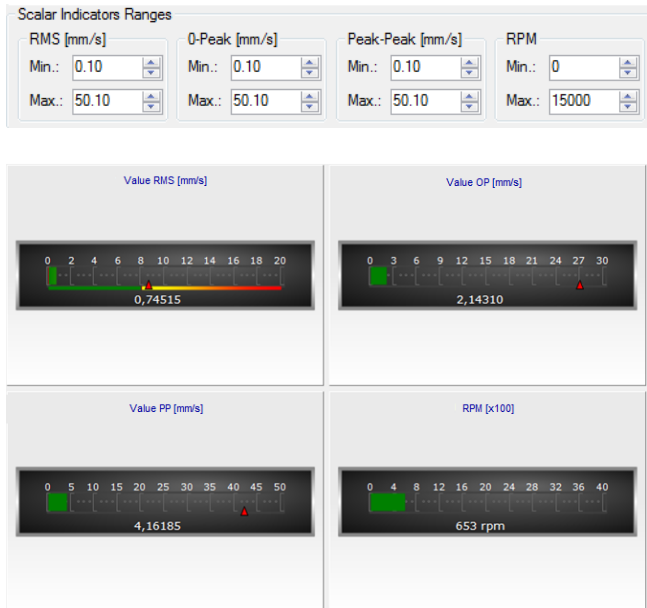 Scalar Indicators Ranges
RMS [mm/s] 0-Peak [mm/s] Peak-Peak [mm/s] RPM
Min.: 0.10 Min.: 0.10 Min.: 0.10 Min.: 0
Max.: 50.10 Max.: 50.10 Max.: 50.10 Max.: 15000
Value RMS [mm/s]
0 2 4 6 8 10 12 14 16 18 20
0,74515
Value OP [mm/s]
0 3 6 9 12 15 18 21 24 27 30
2,14310
Value PP [mm/s]
0 5 10 15 20 25 30 35 40 45 50
4,16185
RPM [x100]
0 4 8 12 16 20 24 28 32 36 40
653 rpm